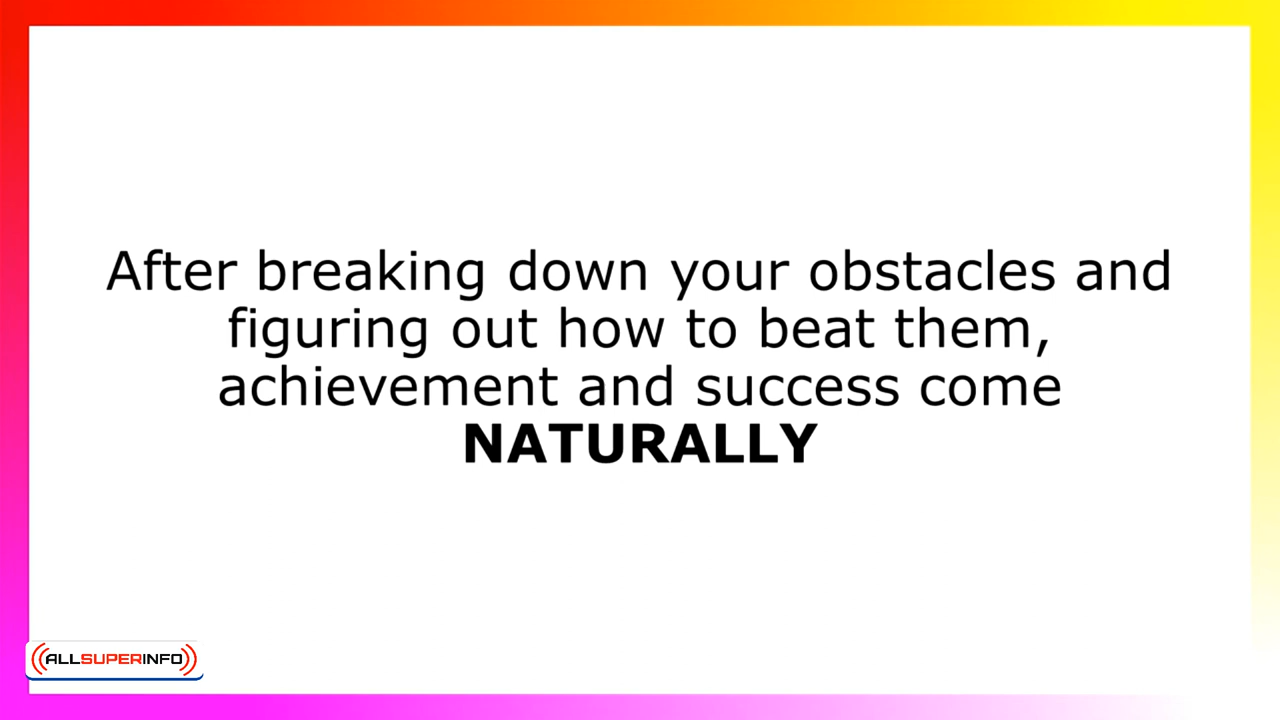 After breaking down your obstacles and
figuring out how to beat them,
achievement and success come
NATURALLY
ALLSUPERINFO